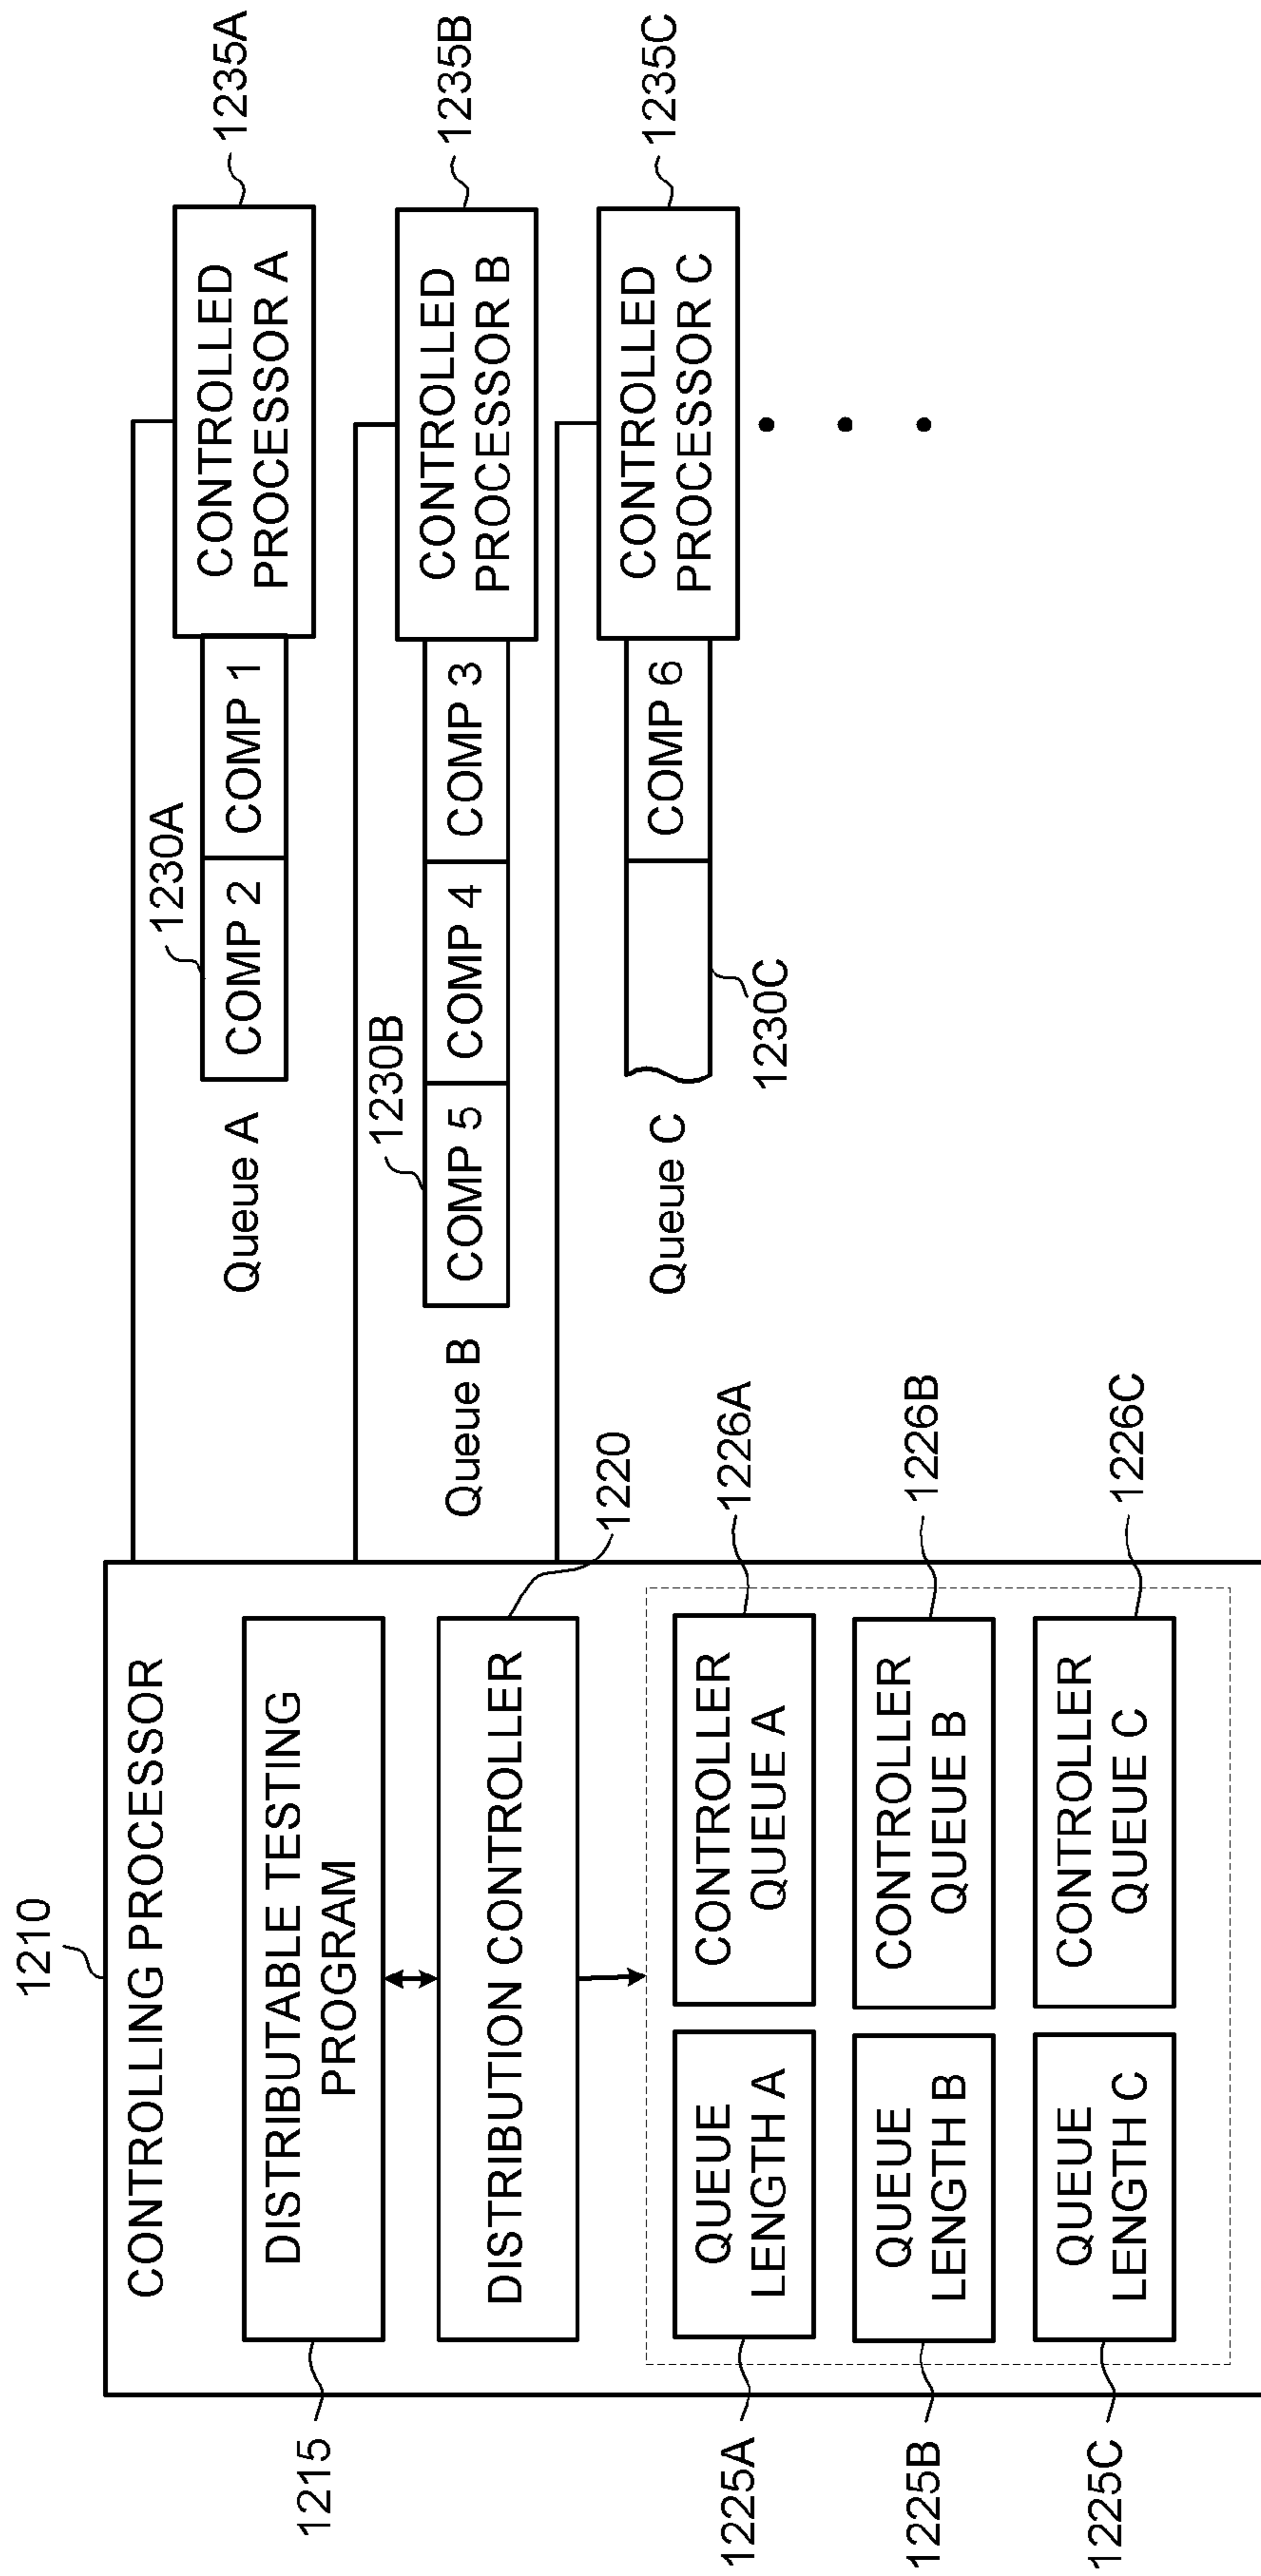 1210
CONTROLLING PROCESSOR
DISTRIBUTABLE TESTING
PROGRAM
1215
DISTRIBUTION CONTROLLER
1220
QUEUE
LENGTH A
1225A
CONTROLLER
QUEUE A
1226A
QUEUE
LENGTH B
1225B
CONTROLLER
QUEUE B
1226B
QUEUE
LENGTH C
1225C
CONTROLLER
QUEUE C
1226C
Queue A
1230A
COMP 2
COMP 1
CONTROLLED
PROCESSOR A
1235A
Queue B
1230B
COMP 5
COMP 4
COMP 3
CONTROLLED
PROCESSOR B
1235B
Queue C
1230C
COMP 6
CONTROLLED
PROCESSOR C
1235C